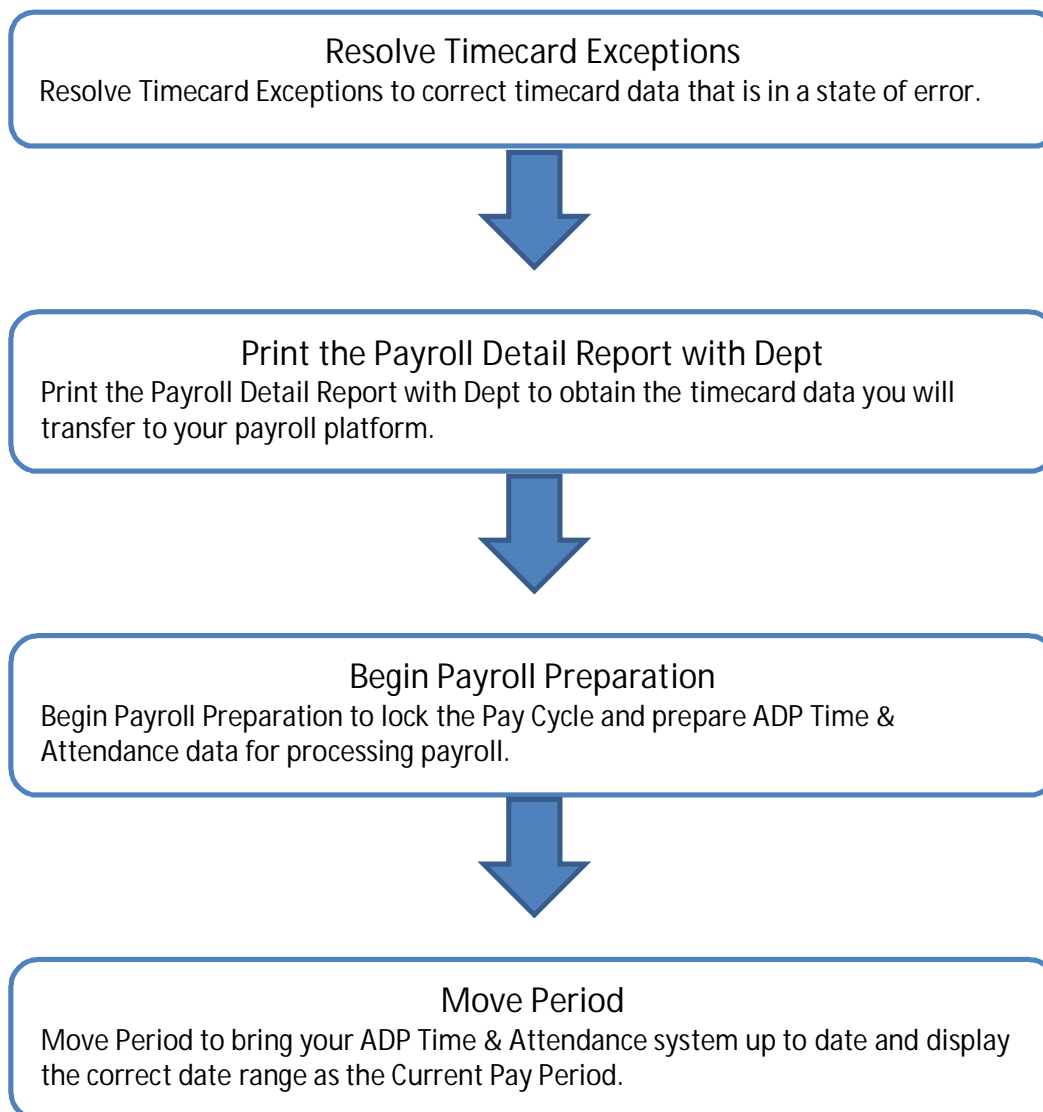 Resolve Timecard Exceptions
Resolve Timecard Exceptions to correct timecard data that is in a state of error.
Print the Payroll Detail Report with Dept
Print the Payroll Detail Report with Dept to obtain the timecard data you will
transfer to your payroll platform.
Begin Payroll Preparation
Begin Payroll Preparation to lock the Pay Cycle and prepare ADP Time &
Attendance data for processing payroll.
Move Period
Move Period to bring your ADP Time & Attendance system up to date and display
the correct date range as the Current Pay Period.